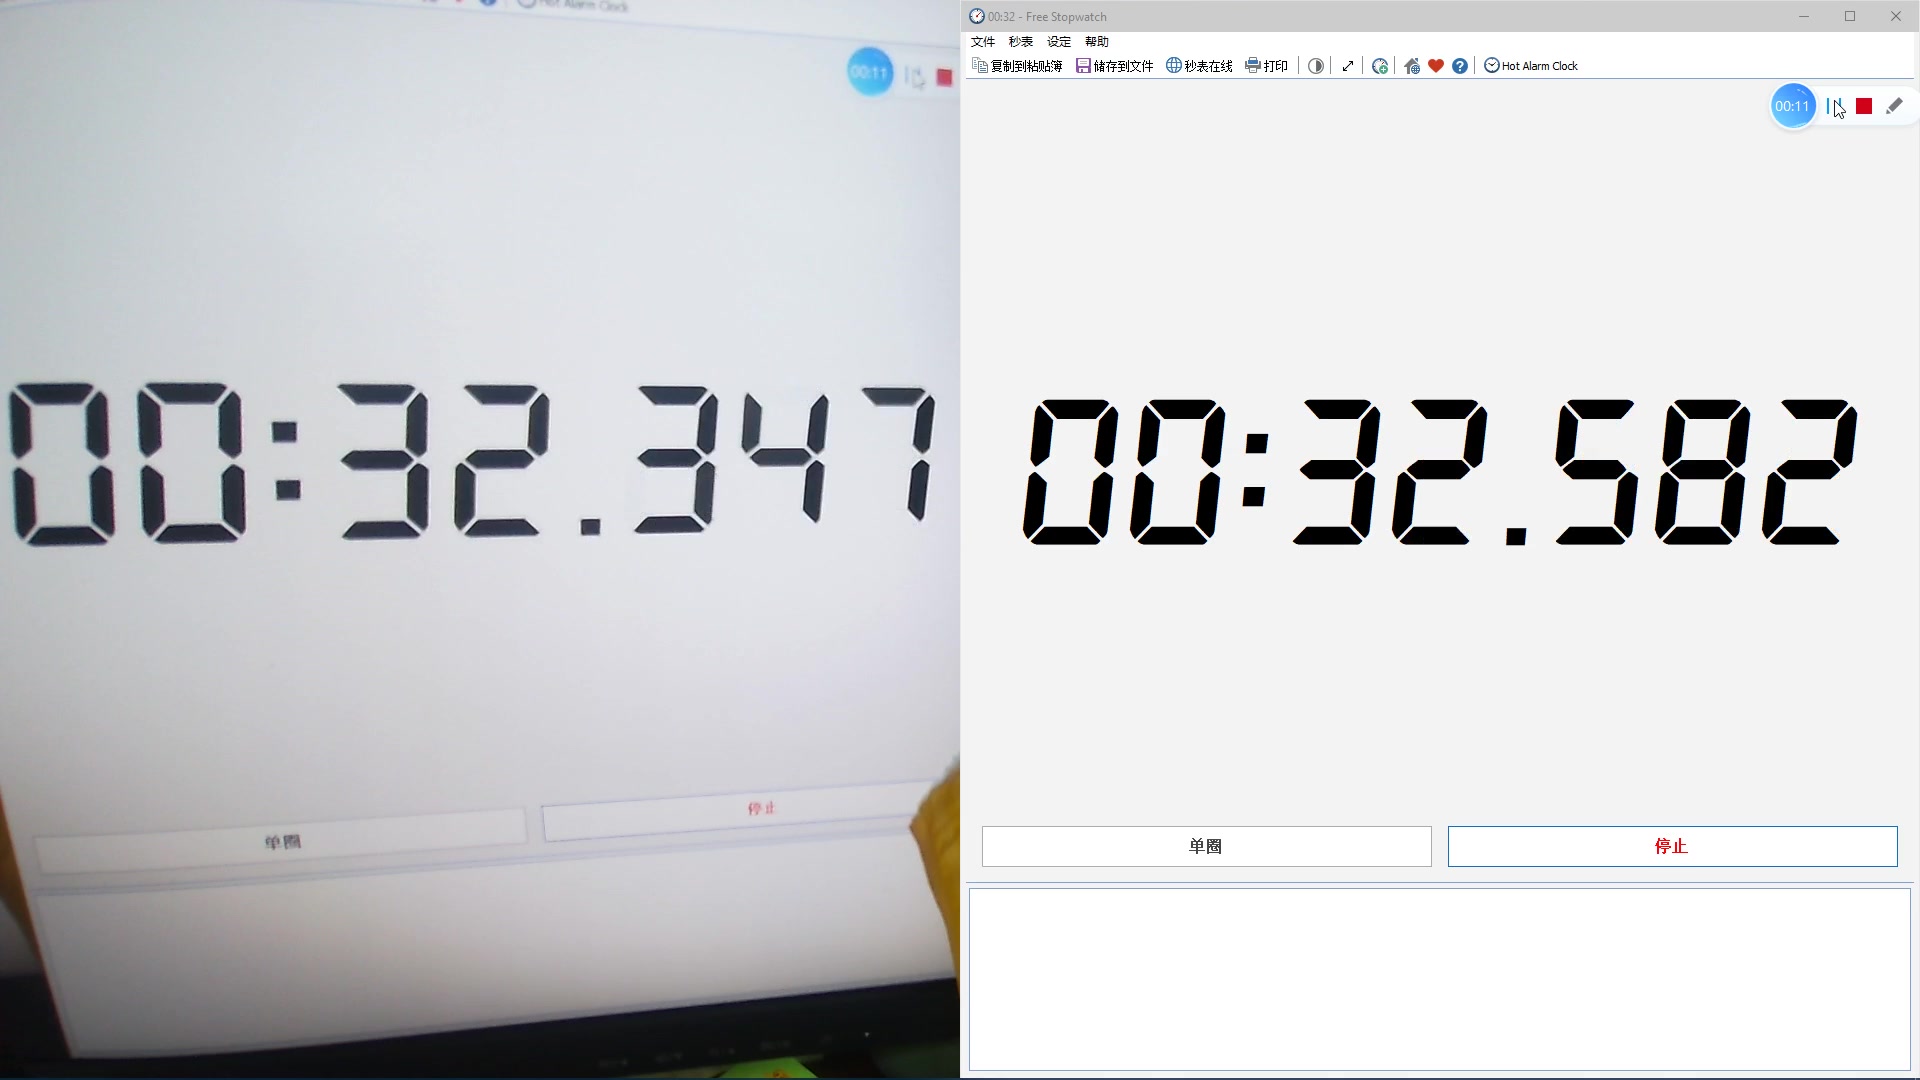 Hot Alarm Clock
00:11
00:32.347
单圈
停止
00:32 - Free Stopwatch
文件 秒表 设定 帮助
复制到粘贴簿 储存到文件 秒表在线 打印 Hot Alarm Clock
00:11
00:32.582
单圈 停止